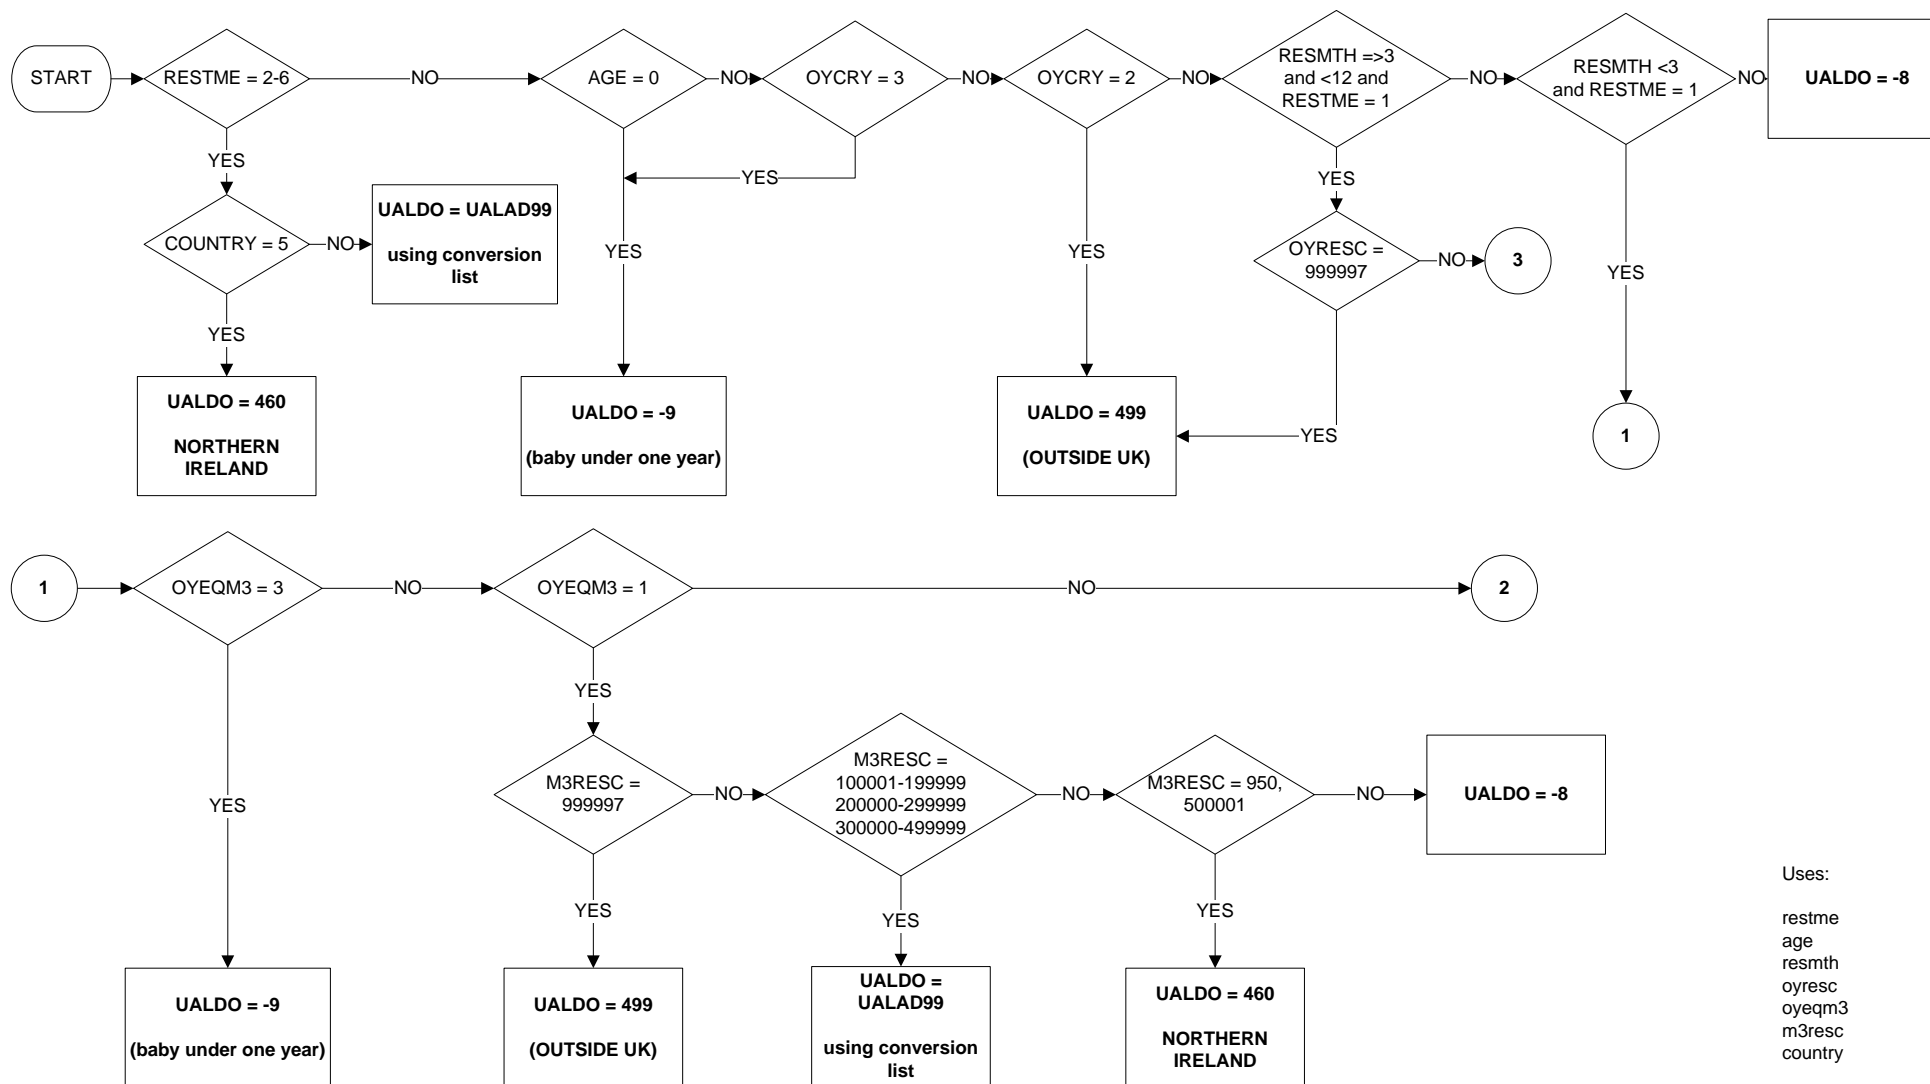 START
RESTME = 2-6
NO
AGE = 0
NO
OYCRY = 3
NO
OYCRY = 2
NO
RESMTH =>3
and <12 and
RESTME = 1
NO
RESMTH <3
and RESTME = 1
NO
UALDO = -8
YES
YES
YES
COUNTRY = 5
NO
UALDO = UALAD99
using conversion
list
YES
YES
OYRESC =
999997
NO
3
YES
YES
UALDO = 460
NORTHERN
IRELAND
UALDO = -9
(baby under one year)
UALDO = 499
(OUTSIDE UK)
YES
1
1
OYEQM3 = 3
NO
OYEQM3 = 1
NO
2
YES
YES
M3RESC =
999997
NO
M3RESC =
100001-199999
200000-299999
300000-499999
NO
M3RESC = 950,
500001
NO
UALDO = -8
YES
YES
YES
UALDO = -9
(baby under one year)
UALDO = 499
(OUTSIDE UK)
UALDO =
UALAD99
using conversion
list
UALDO = 460
NORTHERN
IRELAND
Uses:
restme
age
resmth
oyresc
oyeqm3
m3resc
country